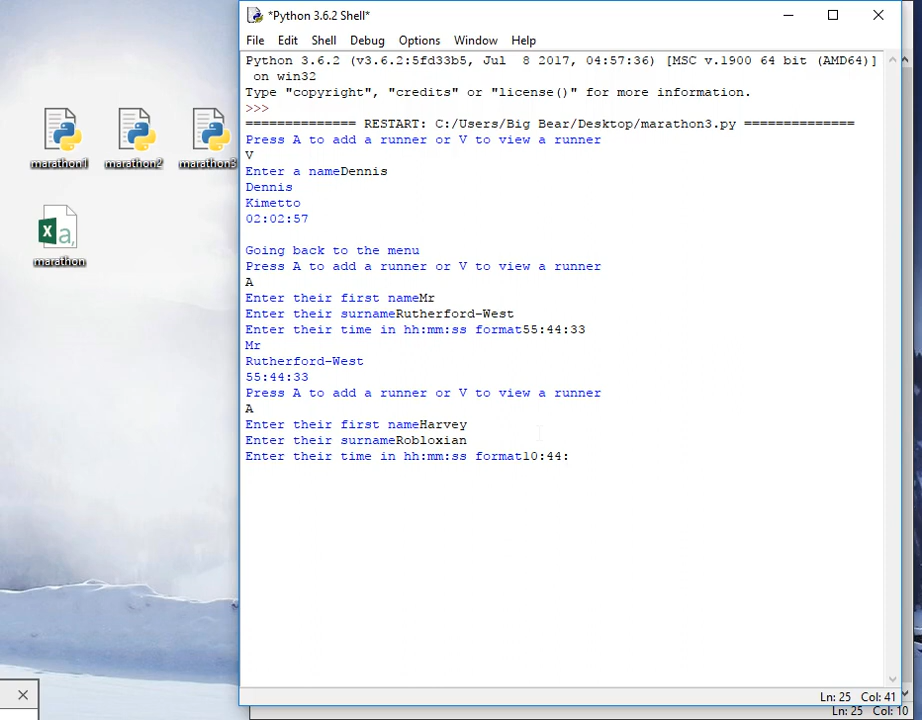 *Python 3.6.2 Shell*
File Edit Shell Debug Options Window Help
Python 3.6.2 (v3.6.2:5fd33b5, Jul  8 2017, 04:57:36) [MSC v.1900 64 bit (AMD64)]
on win32
Type "copyright", "credits" or "license()" for more information.
>>>
============== RESTART: C:/Users/Big Bear/Desktop/marathon3.py ==============
Press A to add a runner or V to view a runner
V
Enter a nameDennis
Dennis
Kimetto
02:02:57
Going back to the menu
Press A to add a runner or V to view a runner
A
Enter their first nameMr
Enter their surnameRutherford-West
Enter their time in hh:mm:ss format55:44:33
Mr
Rutherford-West
55:44:33
Press A to add a runner or V to view a runner
A
Enter their first nameHarvey
Enter their surnameRobloxian
Enter their time in hh:mm:ss format10:44:
Ln: 25 Col: 41
Ln: 25 Col: 10
marathon1 marathon2 marathon3
a,
marathon